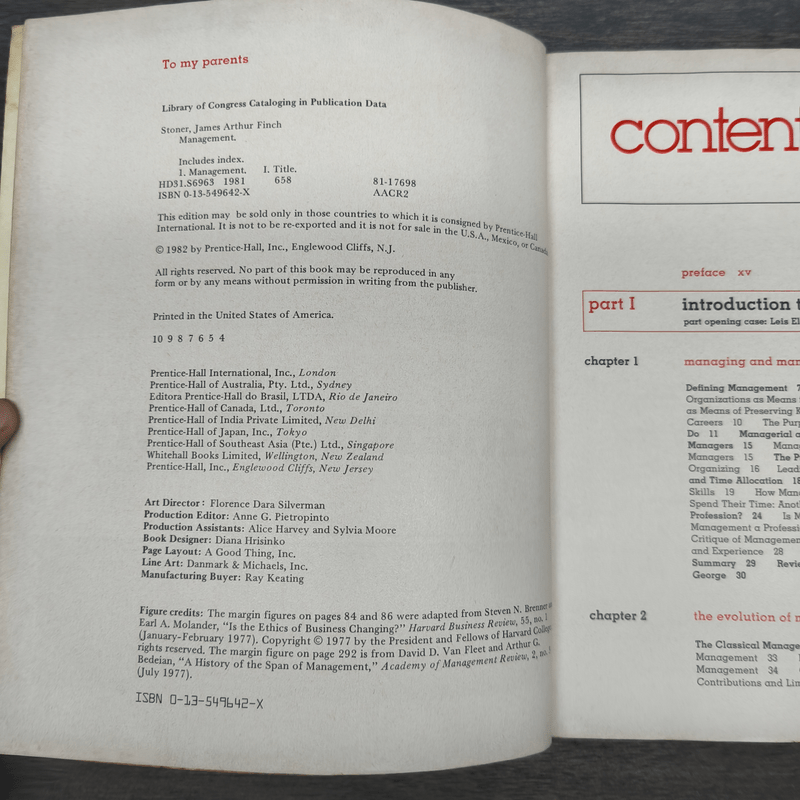 To my parents
Library of Congress Cataloging in Publication Data
Stoner, James Arthur Finch
Management.
Includes index.
1. Management. I. Title.
HD31.S6963 1981 658 81-17698
ISBN 0-13-549642-X AACR2
This edition may be sold only in those countries to which it is consigned by Prentice-Hall
International. It is not to be re-exported and it is not for sale in the U.S.A., Mexico, or Canada.
© 1982 by Prentice-Hall, Inc., Englewood Cliffs, N.J.
All rights reserved. No part of this book may be reproduced in any
form or by any means without permission in writing from the publisher.
Printed in the United States of America.
10 9 8 7 6 5 4
Prentice-Hall International, Inc., London
Prentice-Hall of Australia, Pty. Ltd., Sydney
Editora Prentice-Hall do Brasil, LTDA, Rio de Janeiro
Prentice-Hall of Canada, Ltd., Toronto
Prentice-Hall of India Private Limited, New Delhi
Prentice-Hall of Japan, Inc., Tokyo
Prentice-Hall of Southeast Asia (Pte.) Ltd., Singapore
Whitehall Books Limited, Wellington, New Zealand
Prentice-Hall, Inc., Englewood Cliffs, New Jersey
Art Director: Florence Dara Silverman
Production Editor: Anne G. Pietropinto
Production Assistants: Alice Harvey and Sylvia Moore
Book Designer: Diana Hrisinko
Page Layout: A Good Thing, Inc.
Line Art: Danmark & Michaels, Inc.
Manufacturing Buyer: Ray Keating
Figure credits: The margin figures on pages 84 and 86 were adapted from Steven N. Brenner
Earl A. Molander, "Is the Ethics of Business Changing?" Harvard Business Review, 55, no. 1
(January-February 1977). Copyright © 1977 by the President and Fellows of Harvard College
rights reserved. The margin figure on page 292 is from David D. Van Fleet and Arthur G.
Bedeian, "A History of the Span of Management," Academy of Management Review, 2, no.
(July 1977).
ISBN 0-13-549642-X
content
preface xv
part I introduction t
part opening case: Leis El
chapter 1 managing and man
Defining Management 7
Organizations as Means
as Means of Preserving K
Careers 10 The Purp
Do 11 Managerial a
Managers 15 Mana
Managers 15 The P
Organizing 16 Lead
and Time Allocation 18
Skills 19 How Man
Spend Their Time: Anot
Profession? 24 Is M
Management a Professi
Critique of Managemen
and Experience 28
Summary 29 Revie
George 30
chapter 2 the evolution of m
The Classical Manage
Management 33
Management 34
Contributions and Lim